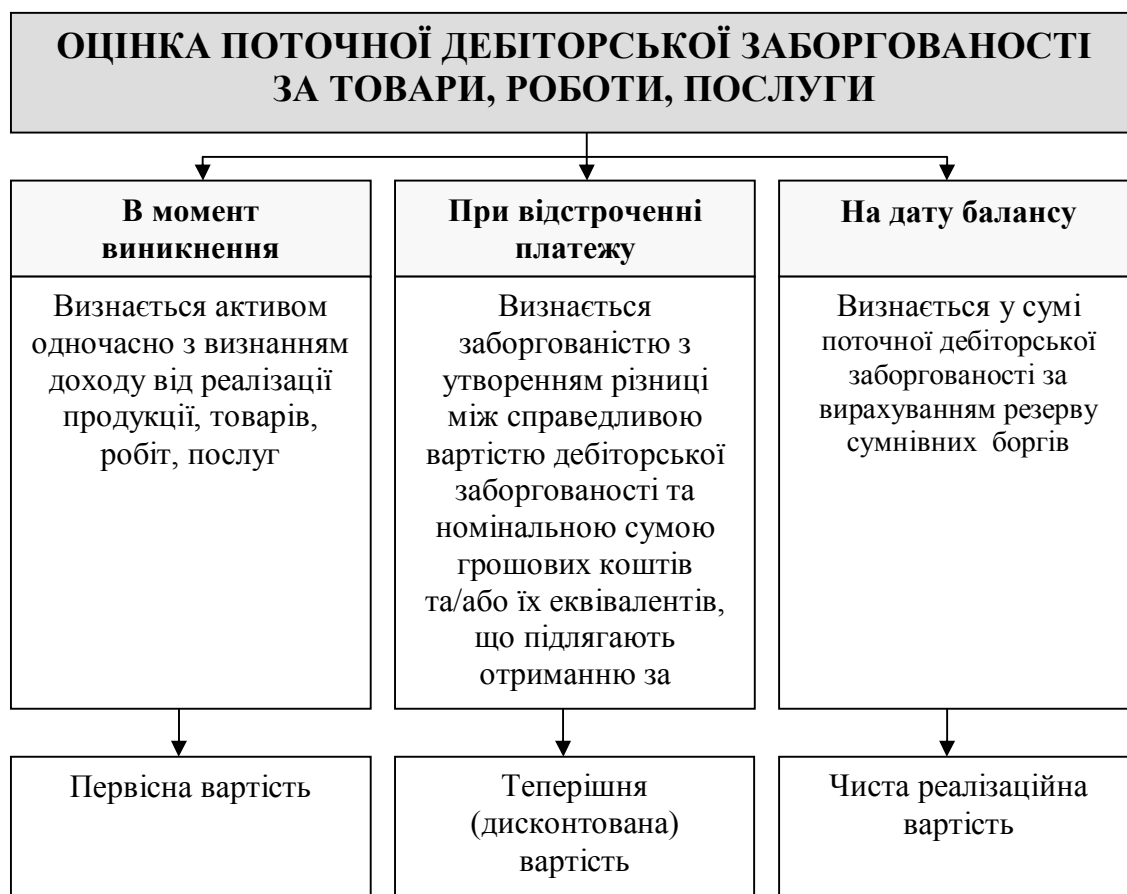 ОЦІНКА ПОТОЧНОЇ ДЕБІТОРСЬКОЇ ЗАБОРГОВАНОСТІ
ЗА ТОВАРИ, РОБОТИ, ПОСЛУГИ
В момент
виникнення
Визнається активом
одночасно з визнанням
доходу від реалізації
продукції, товарів,
робіт, послуг
Первісна вартість
При відстроченні
платежу
Визнається
заборгованістю з
утворенням різниці
між справедливою
вартістю дебіторської
заборгованості та
номінальною сумою
грошових коштів
та/або їх еквівалентів,
що підлягають
отриманню за
Теперішня
(дисконтована)
вартість
На дату балансу
Визнається у сумі
поточної дебіторської
заборгованості за
вирахуванням резерву
сумнівних боргів
Чиста реалізаційна
вартість